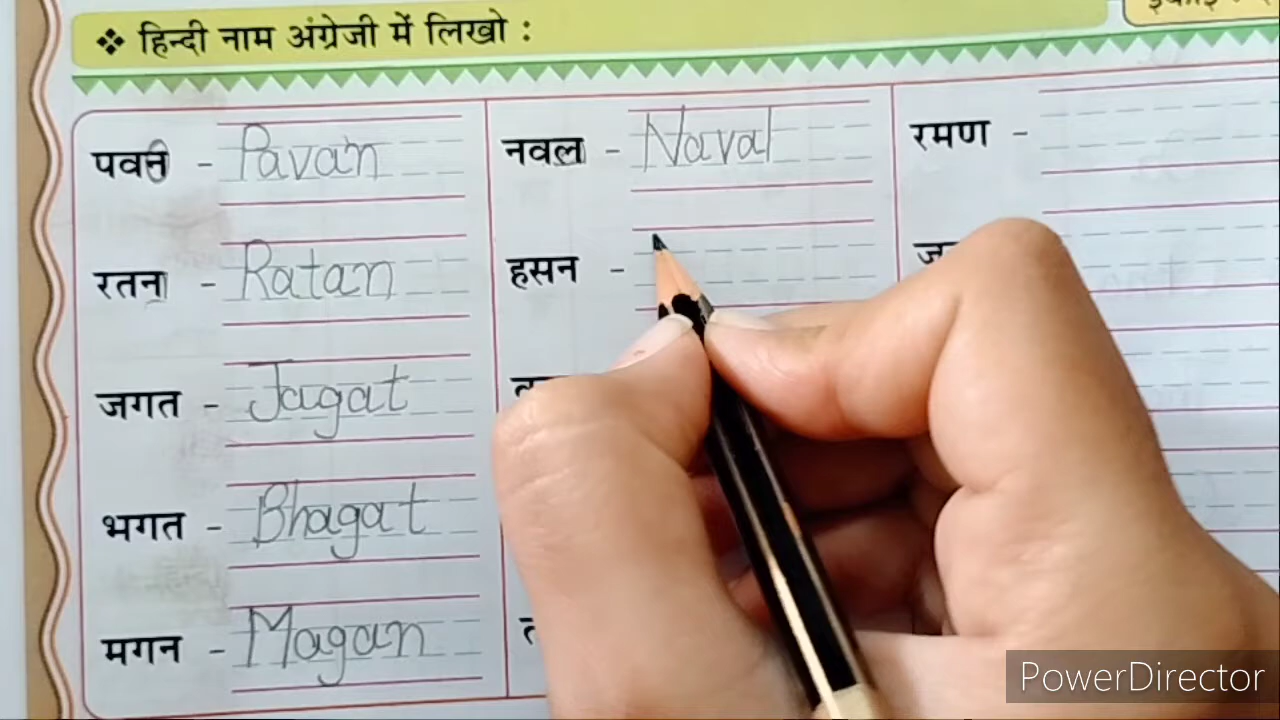 ❖ हिन्दी नाम अंग्रेजी में लिखो :
पवन - Pavan
नवल - Naval
रमण -
रतन - Ratan
हसन -
जगत - Jagat
भगत - Bhagat
मगन - Magan
PowerDirector